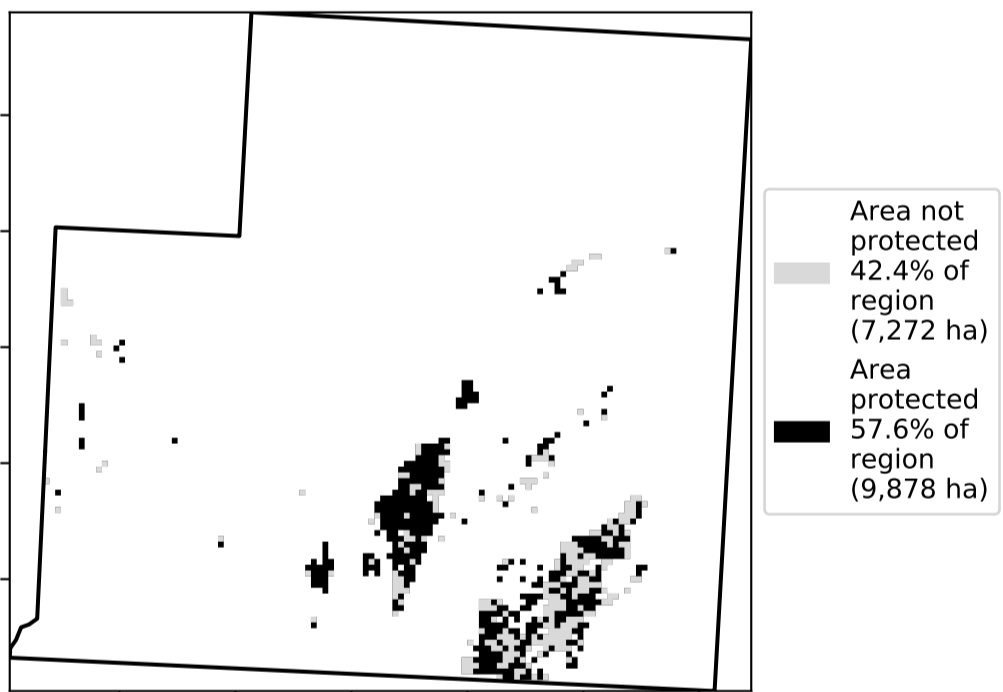 Area not
protected
42.4% of
region
(7,272 ha)
Area
protected
57.6% of
region
(9,878 ha)